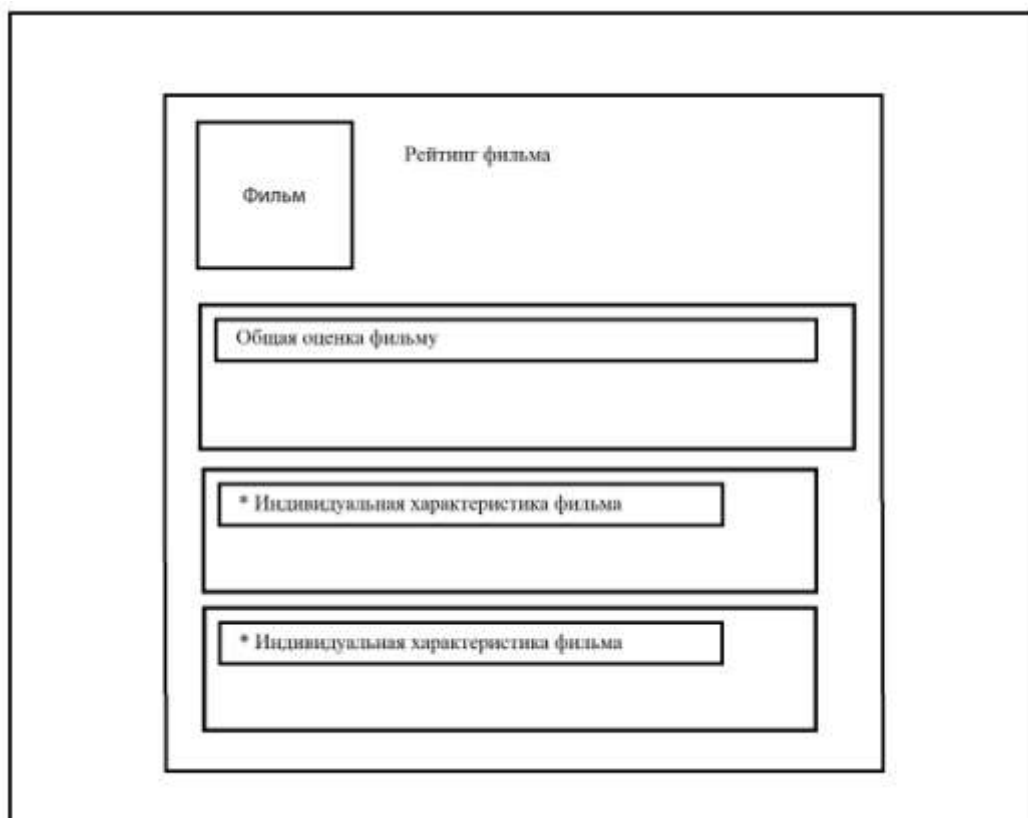 Фильм
Рейтинг фильма
Общая оценка фильму
* Индивидуальная характеристика фильма
* Индивидуальная характеристика фильма